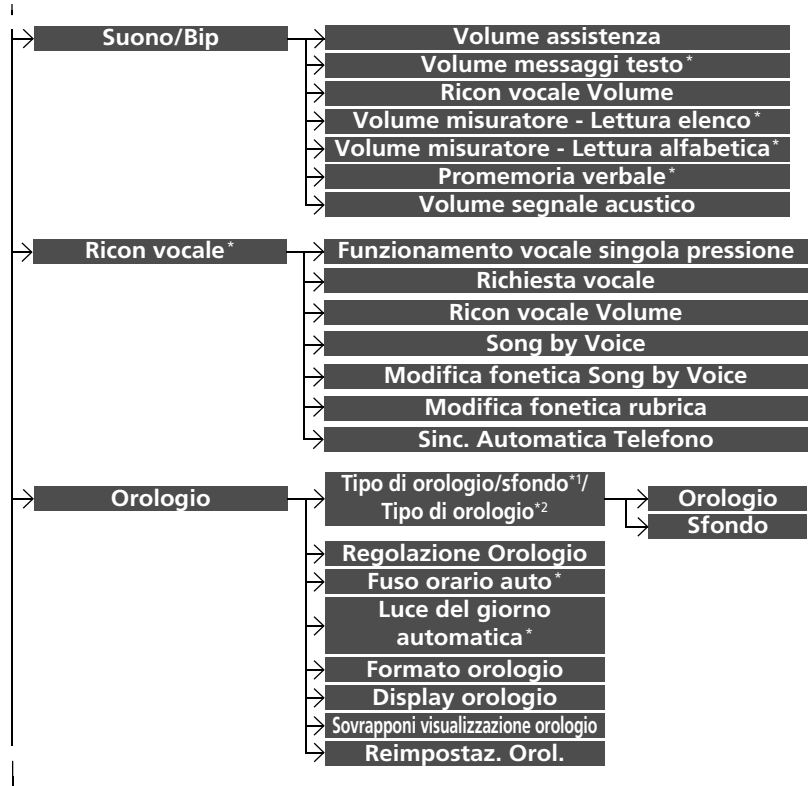 Suono/Bip
Volume assistenza
Volume messaggi testo*
Ricon vocale Volume
Volume misuratore - Lettura elenco*
Volume misuratore - Lettura alfabetica*
Promemoria verbale*
Volume segnale acustico
Ricon vocale*
Funzionamento vocale singola pressione
Richiesta vocale
Ricon vocale Volume
Song by Voice
Modifica fonetica Song by Voice
Modifica fonetica rubrica
Sinc. Automatica Telefono
Orologio
Tipo di orologio/sfondo*1/
Tipo di orologio*2
Orologio
Sfondo
Regolazione Orologio
Fuso orario auto*
Luce del giorno
automatica*
Formato orologio
Display orologio
Sovrapponi visualizzazione orologio
Reimpostaz. Orol.